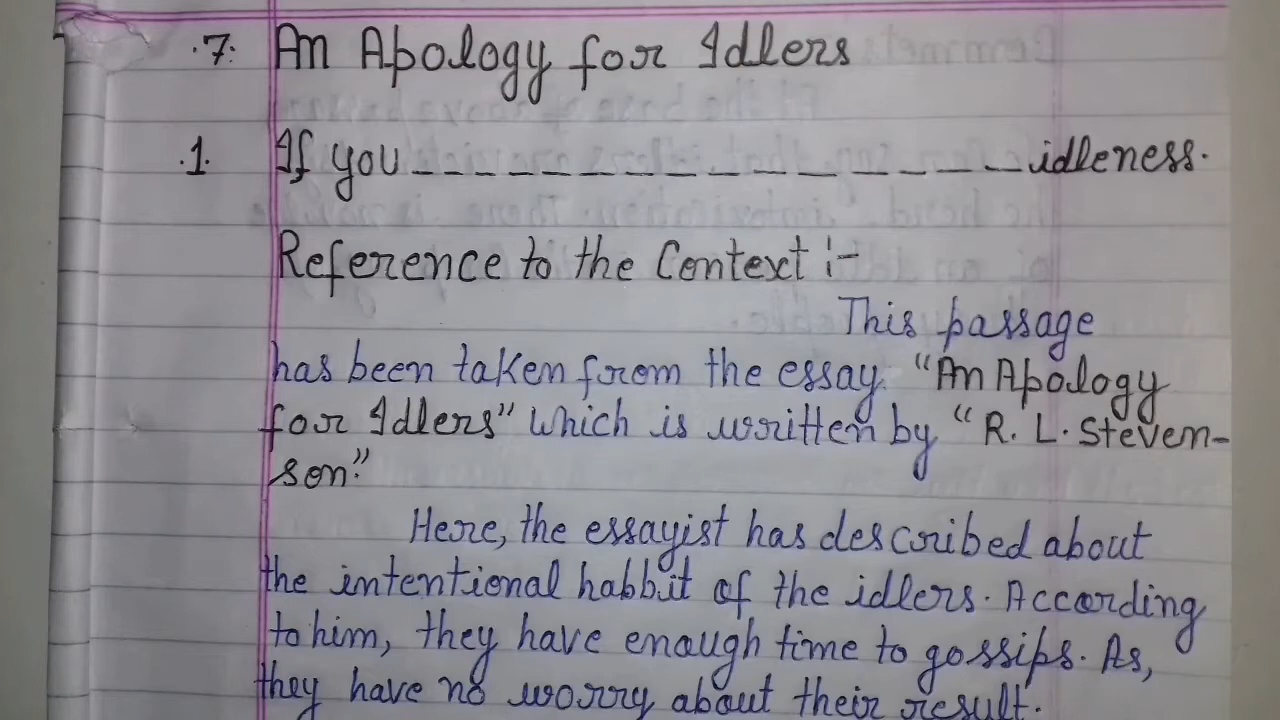 .7. An Apology for Idlers
.1. If you _ _ _ _ _ _ _ _ _ _ _ _ _ _ _ _ idleness.
Reference to the Context :-
This passage
has been taken from the essay "An Apology
for Idlers" which is written by "R. L. Steven-
son."
Here, the essayist has described about
the intentional habbit of the idlers. According
to him, they have enough time to gossips. As,
they have no worry about their result.